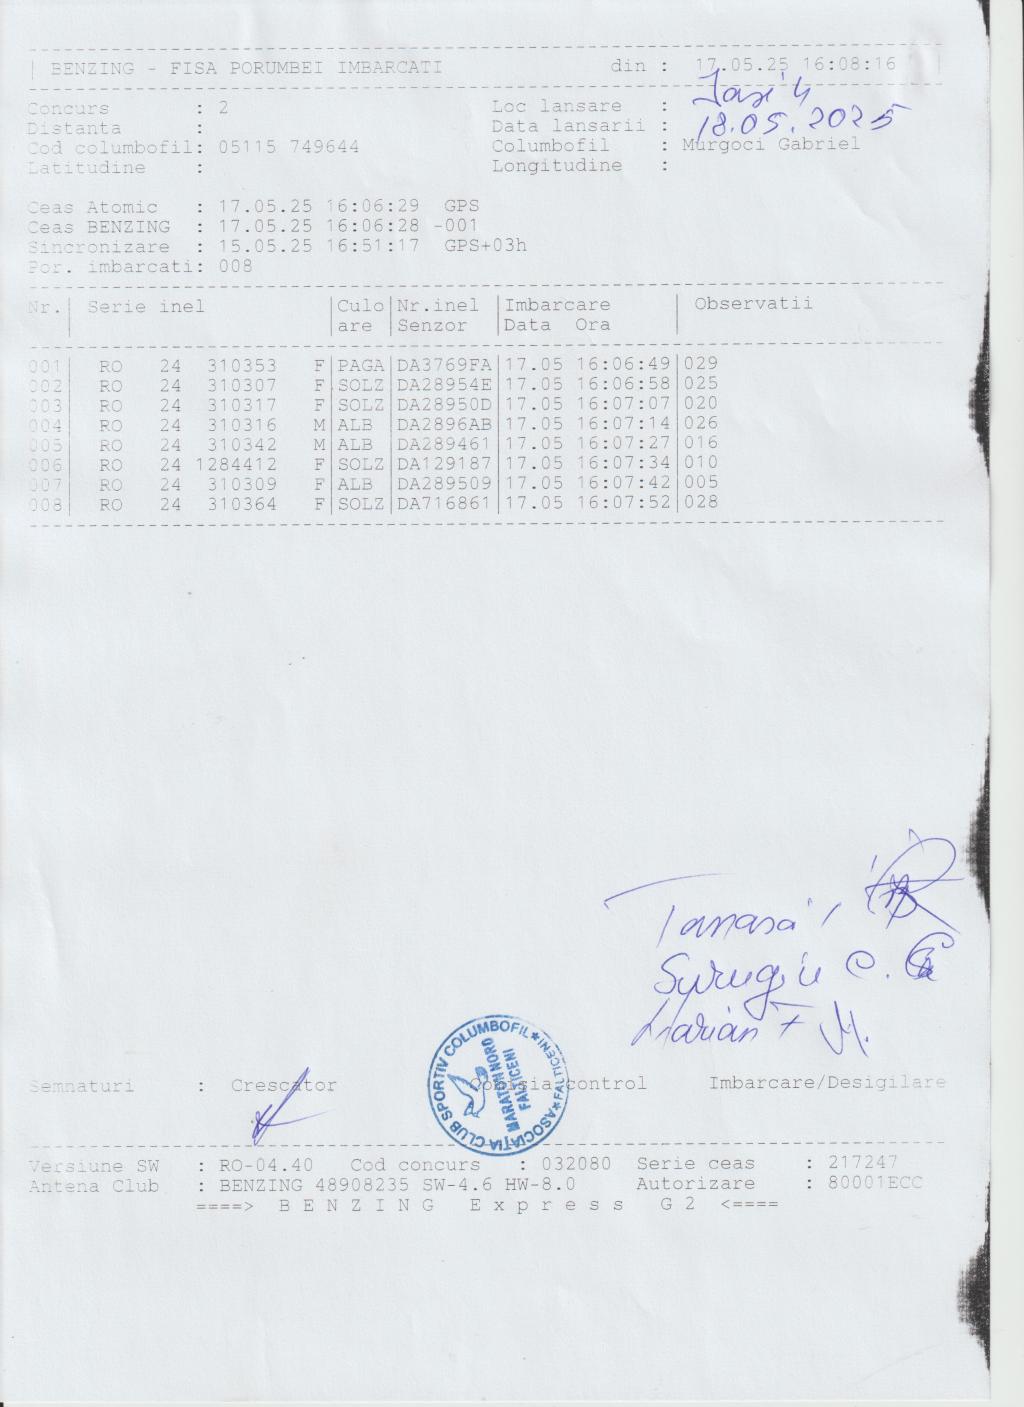 BENZING - FISA PORUMBEI IMBARCATI din : 17.05.25 16:08:16
Concurs : 2 Loc lansare : Iasi 4
Distanta : Data lansarii : 18.05.2025
Cod columbofil: 05115 749644 Columbofil : Murgoci Gabriel
Latitudine : Longitudine :
Ceas Atomic : 17.05.25 16:06:29 GPS
Ceas BENZING : 17.05.25 16:06:28 -001
Sincronizare : 15.05.25 16:51:17 GPS+03h
Por. imbarcati: 008
Nr.| Serie inel |Culo|Nr.inel |Imbarcare | Observatii
| |are |Senzor |Data Ora |
001| RO 24 310353 F|PAGA|DA3769FA|17.05 16:06:49|029
002| RO 24 310307 F|SOLZ|DA28954E|17.05 16:06:58|025
003| RO 24 310317 F|SOLZ|DA28950D|17.05 16:07:07|020
004| RO 24 310316 M|ALB |DA2896AB|17.05 16:07:14|026
005| RO 24 310342 M|ALB |DA289461|17.05 16:07:27|016
006| RO 24 1284412 F|SOLZ|DA129187|17.05 16:07:34|010
007| RO 24 310309 F|ALB |DA289509|17.05 16:07:42|005
008| RO 24 310364 F|SOLZ|DA716861|17.05 16:07:52|028
Tanasa
C.
Marian F
ASOCIAȚIA CLUB SPORTIV COLUMBOFIL * FALTICENI *
MARATON NORD
FALTICENI
Semnaturi : Crescator Comisia control Imbarcare/Desigilare
Versiune SW : RO-04.40 Cod concurs : 032080 Serie ceas : 217247
Antena Club : BENZING 48908235 SW-4.6 HW-8.0 Autorizare : 80001ECC
====> B E N Z I N G E x p r e s s G 2 <====